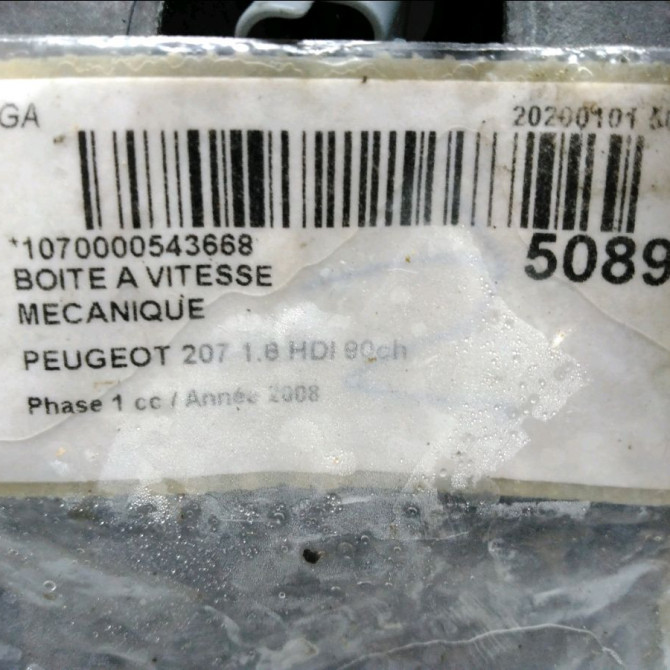 GA 20200101
*1070000543668 5089
BOITE A VITESSE
MECANIQUE
PEUGEOT 207 1.6 HDI 90ch
Phase 1 cc / Année 2008